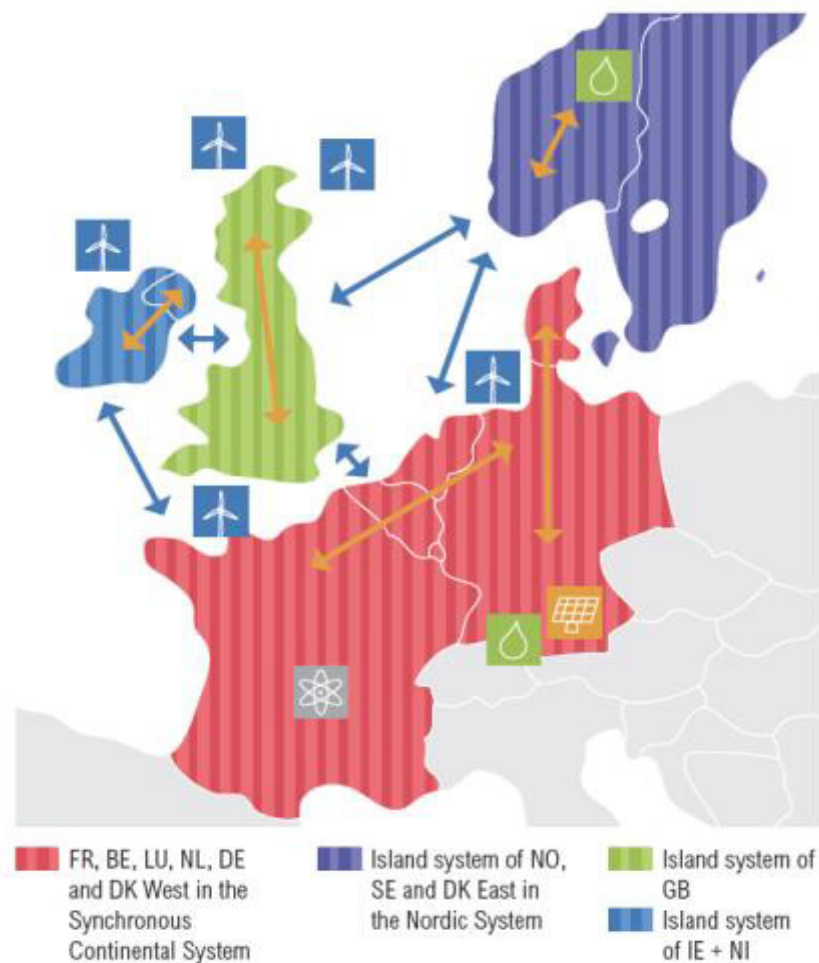 FR, BE, LU, NL, DE
and DK West in the
Synchronous
Continental System
Island system of NO,
SE and DK East in
the Nordic System
Island system of
GB
Island system
of IE + NI